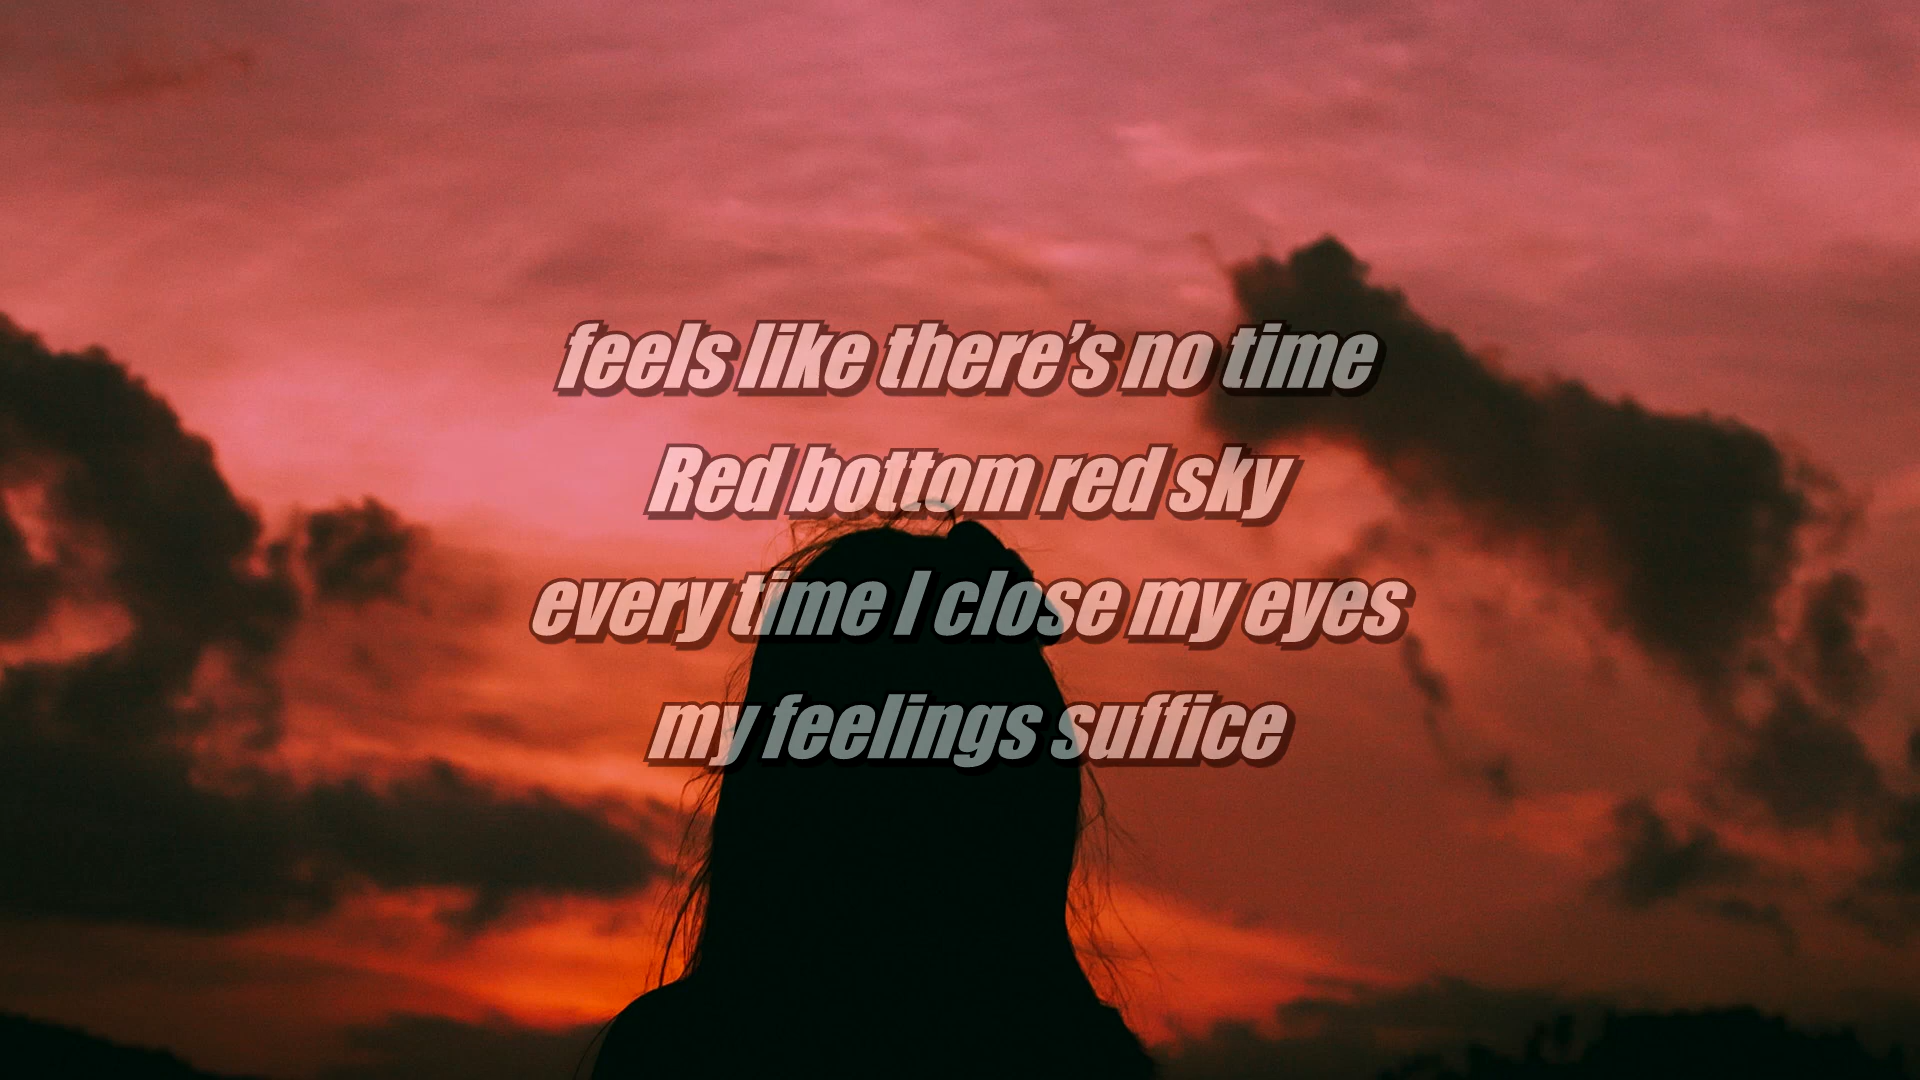 feels like there’s no time
Red bottom red sky
every time I close my eyes
my feelings suffice